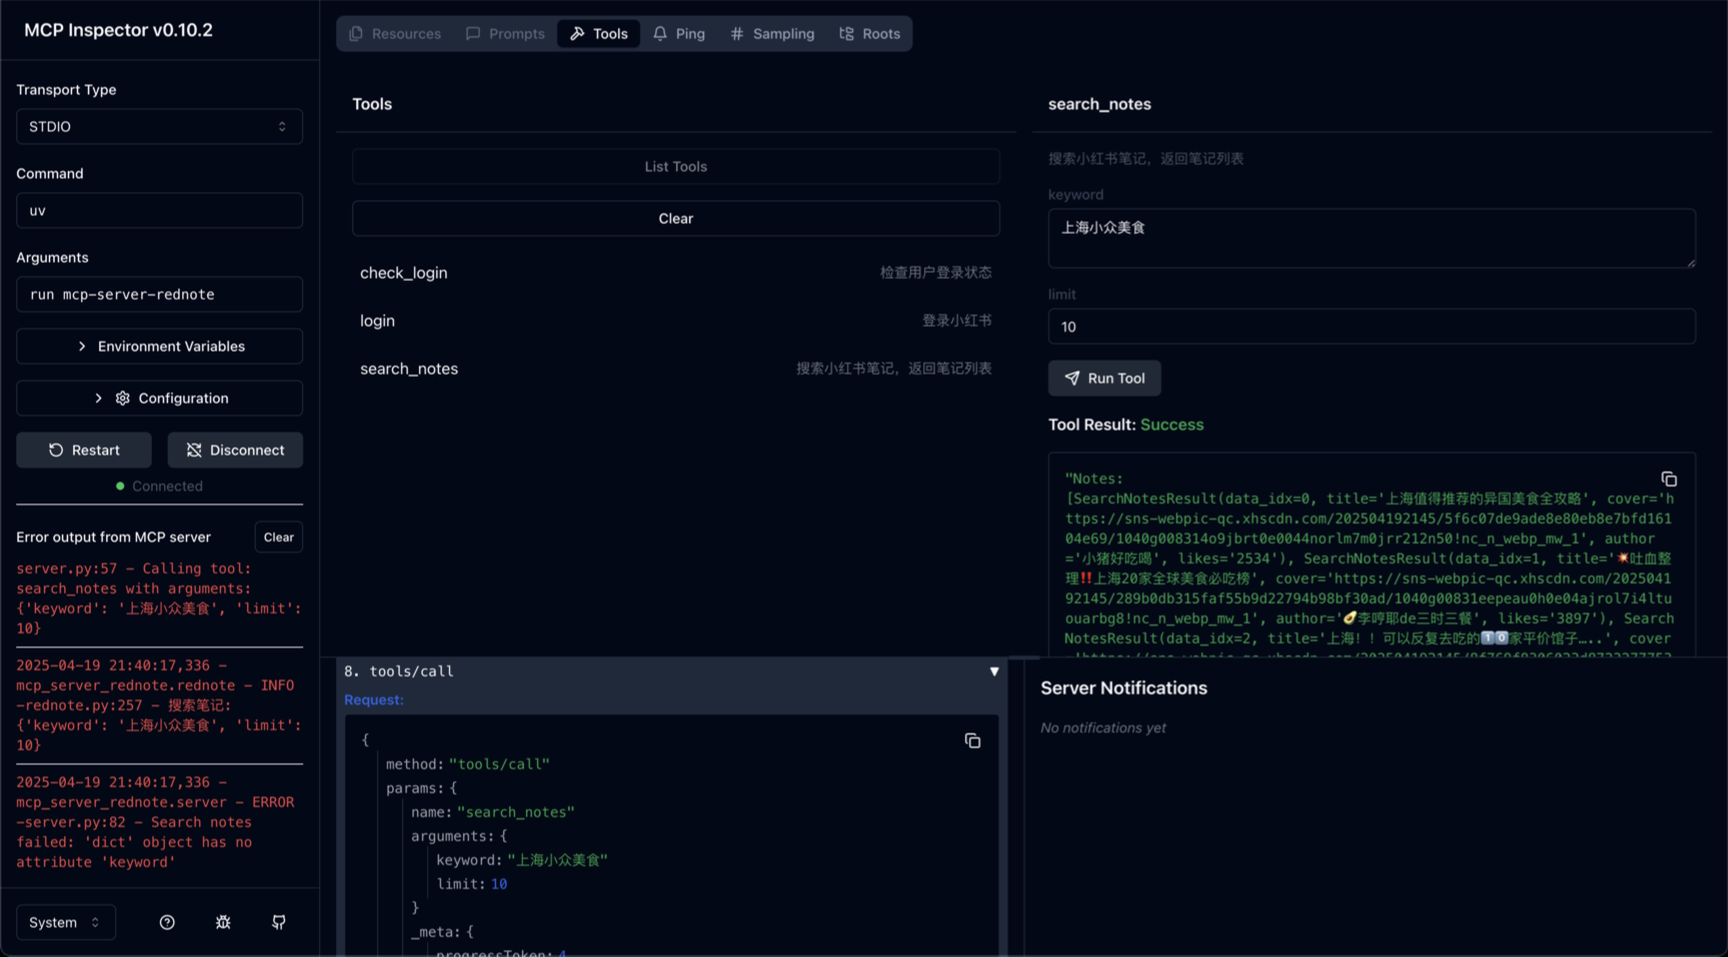 MCP Inspector v0.10.2
Transport Type
STDIO
Command
uv
Arguments
run mcp-server-rednote
Environment Variables
Configuration
Restart
Disconnect
Connected
Error output from MCP server
Clear
server.py:57 – Calling tool:
search_notes with arguments:
{'keyword': '上海小众美食', 'limit':
10}
2025-04-19 21:40:17,336 –
mcp_server_rednote.rednote – INFO
–rednote.py:257 – 搜索笔记:
{'keyword': '上海小众美食', 'limit':
10}
2025-04-19 21:40:17,336 –
mcp_server_rednote.server – ERROR
–server.py:82 – Search notes
failed: 'dict' object has no
attribute 'keyword'
System
Resources
Prompts
Tools
Ping
Sampling
Roots
Tools
List Tools
Clear
check_login 检查用户登录状态
login 登录小红书
search_notes 搜索小红书笔记，返回笔记列表
search_notes
搜索小红书笔记，返回笔记列表
keyword
上海小众美食
limit
10
Run Tool
Tool Result: Success
"Notes:
[SearchNotesResult(data_idx=0, title='上海值得推荐的异国美食全攻略', cover='h
ttps://sns-webpic-qc.xhscdn.com/202504192145/5f6c07de9ade8e80eb8e7bfd161
04e69/1040g008314o9jbrt0e0044norlm7m0jrr212n50!nc_n_webp_mw_1', author
='小猪好吃喝', likes='2534'), SearchNotesResult(data_idx=1, title='💥吐血整
理‼️上海20家全球美食必吃榜', cover='https://sns-webpic-qc.xhscdn.com/2025041
92145/289b0db315faf55b9d22794b98bf30ad/1040g00831eepeau0h0e04ajrol7i4ltu
ouarbg8!nc_n_webp_mw_1', author='🥑李哼耶de三时三餐', likes='3897'), Search
NotesResult(data_idx=2, title='上海！！可以反复去吃的1️⃣0️⃣家平价馆子…..', cover
8. tools/call
Request:
{
method: "tools/call"
params: {
name: "search_notes"
arguments: {
keyword: "上海小众美食"
limit: 10
}
_meta: {
progressToken: 4
Server Notifications
No notifications yet